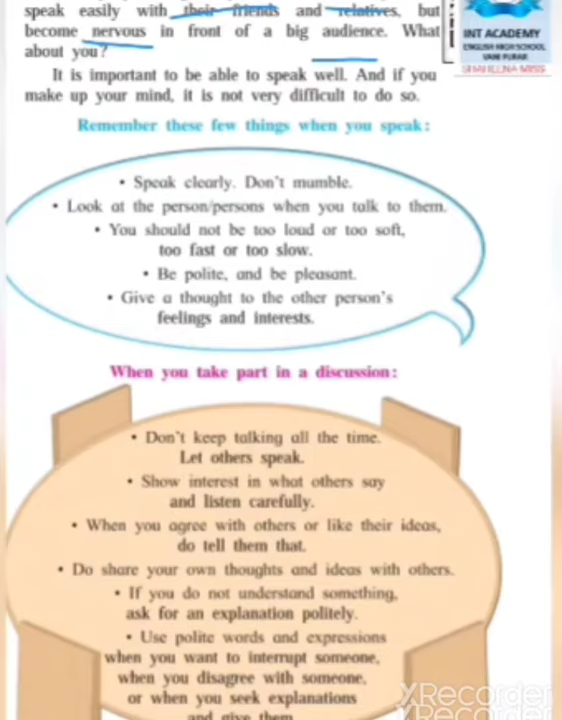 speak easily with their friends and relatives, but
become nervous in front of a big audience. What
about you?
It is important to be able to speak well. And if you
make up your mind, it is not very difficult to do so.
INT ACADEMY
ENGLISH HIGH SCHOOL
VANI PURAM
MISS
Remember these few things when you speak:
• Speak clearly. Don't mumble.
• Look at the person/persons when you talk to them.
• You should not be too loud or too soft,
too fast or too slow.
• Be polite, and be pleasant.
• Give a thought to the other person's
feelings and interests.
When you take part in a discussion:
• Don't keep talking all the time.
Let others speak.
• Show interest in what others say
and listen carefully.
• When you agree with others or like their ideas,
do tell them that.
• Do share your own thoughts and ideas with others.
• If you do not understand something,
ask for an explanation politely.
• Use polite words and expressions
when you want to interrupt someone,
when you disagree with someone,
or when you seek explanations
and give them
XRecorder
XRecorder